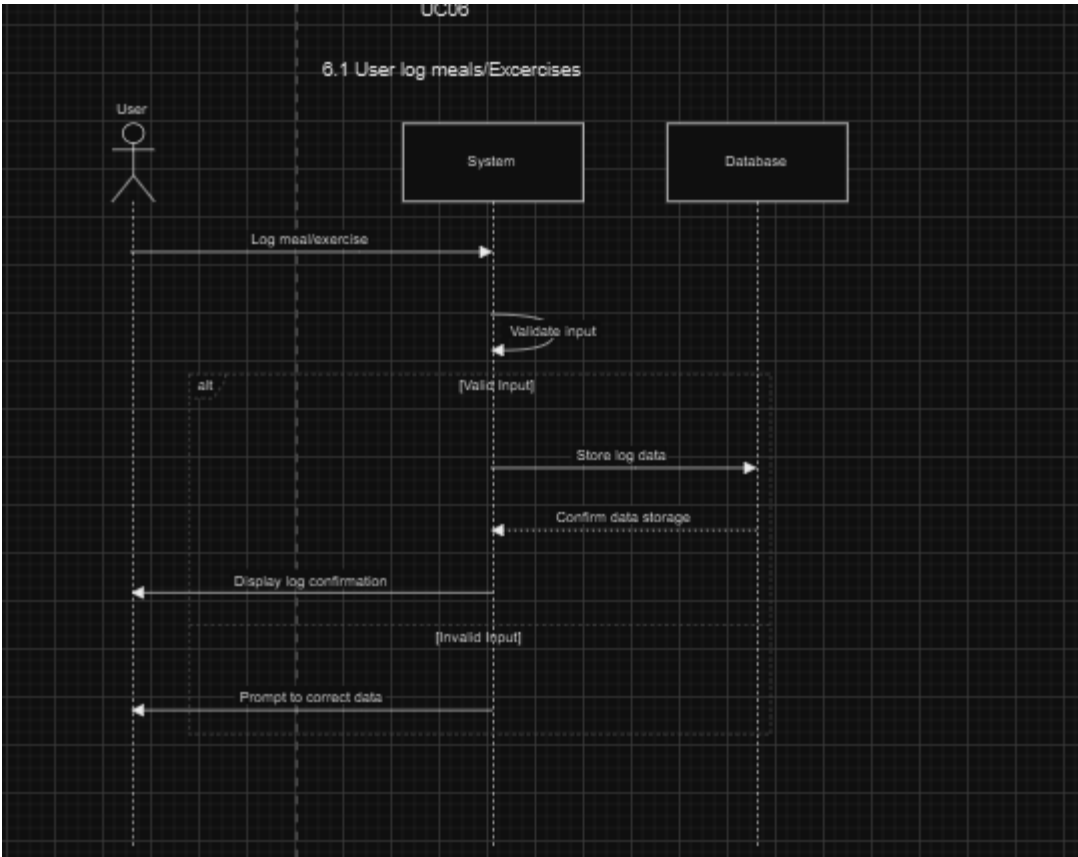 UC06
6.1 User log meals/Excercises
User
System
Database
Log meal/exercise
Validate input
alt
[Valid Input]
Store log data
Confirm data storage
Display log confirmation
[Invalid Input]
Prompt to correct data